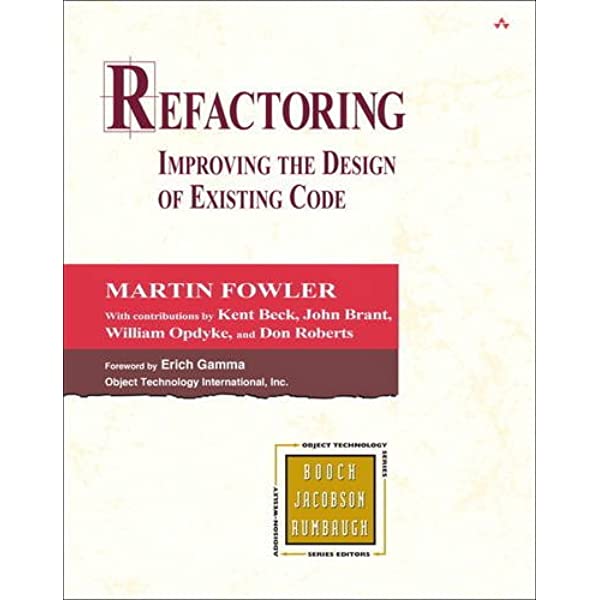 REFACTORING
IMPROVING THE DESIGN
OF EXISTING CODE
MARTIN FOWLER
With contributions by Kent Beck, John Brant,
William Opdyke, and Don Roberts
Foreword by Erich Gamma
Object Technology International, Inc.
OBJECT TECHNOLOGY
SERIES
ADDISON-WESLEY
BOOCH
JACOBSON
RUMBAUGH
SERIES EDITORS